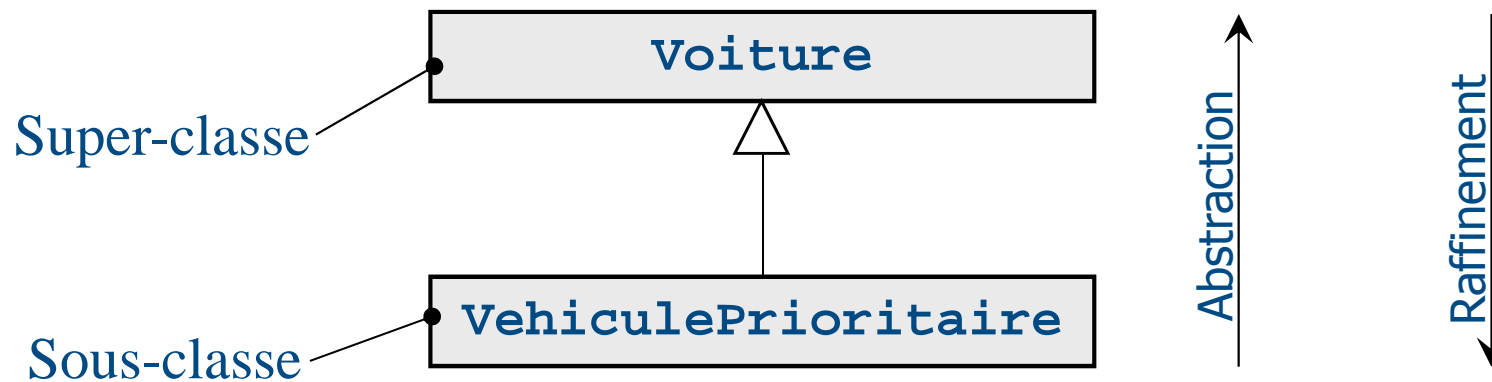 Voiture
Super-classe
VehiculePrioritaire
Sous-classe
Abstraction
Raffinement